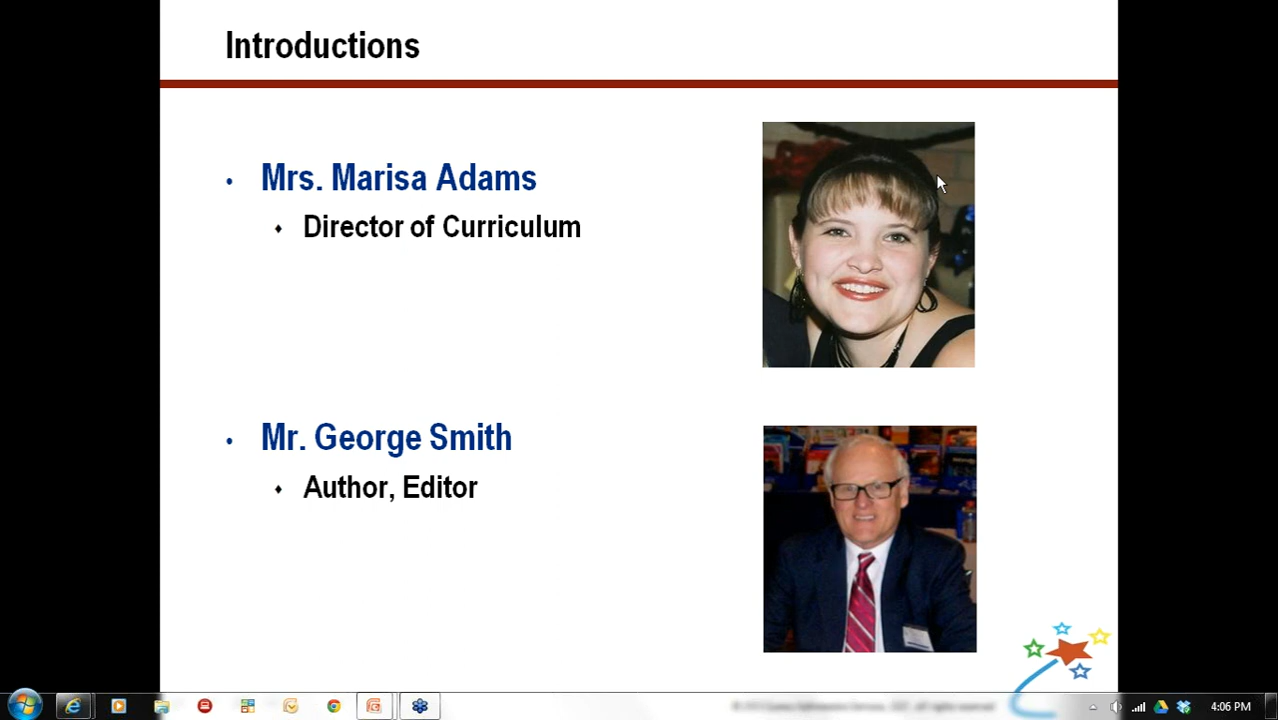 Introductions
• Mrs. Marisa Adams
♦ Director of Curriculum
• Mr. George Smith
♦ Author, Editor
4:06 PM